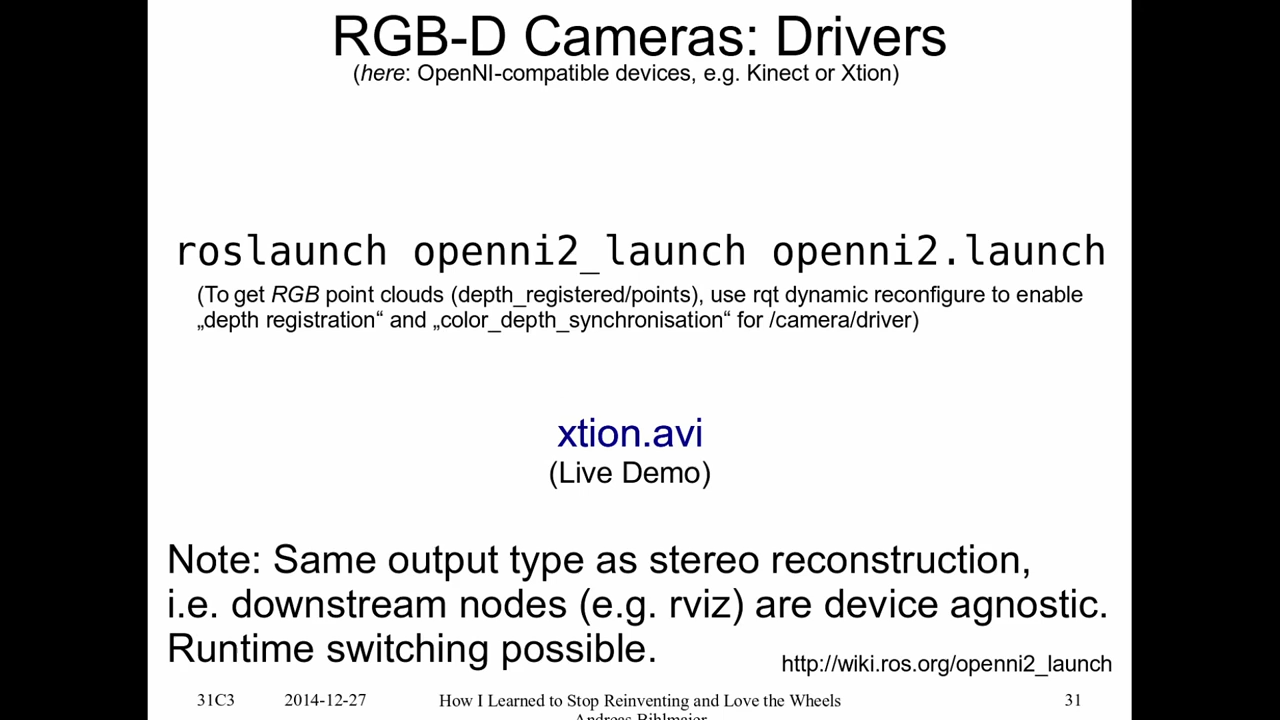 RGB-D Cameras: Drivers
(here: OpenNI-compatible devices, e.g. Kinect or Xtion)
roslaunch openni2_launch openni2.launch
(To get RGB point clouds (depth_registered/points), use rqt dynamic reconfigure to enable
„depth registration“ and „color_depth_synchronisation“ for /camera/driver)
xtion.avi
(Live Demo)
Note: Same output type as stereo reconstruction,
i.e. downstream nodes (e.g. rviz) are device agnostic.
Runtime switching possible.
http://wiki.ros.org/openni2_launch
31C3 2014-12-27 How I Learned to Stop Reinventing and Love the Wheels 31
Andreas Bihlmaier